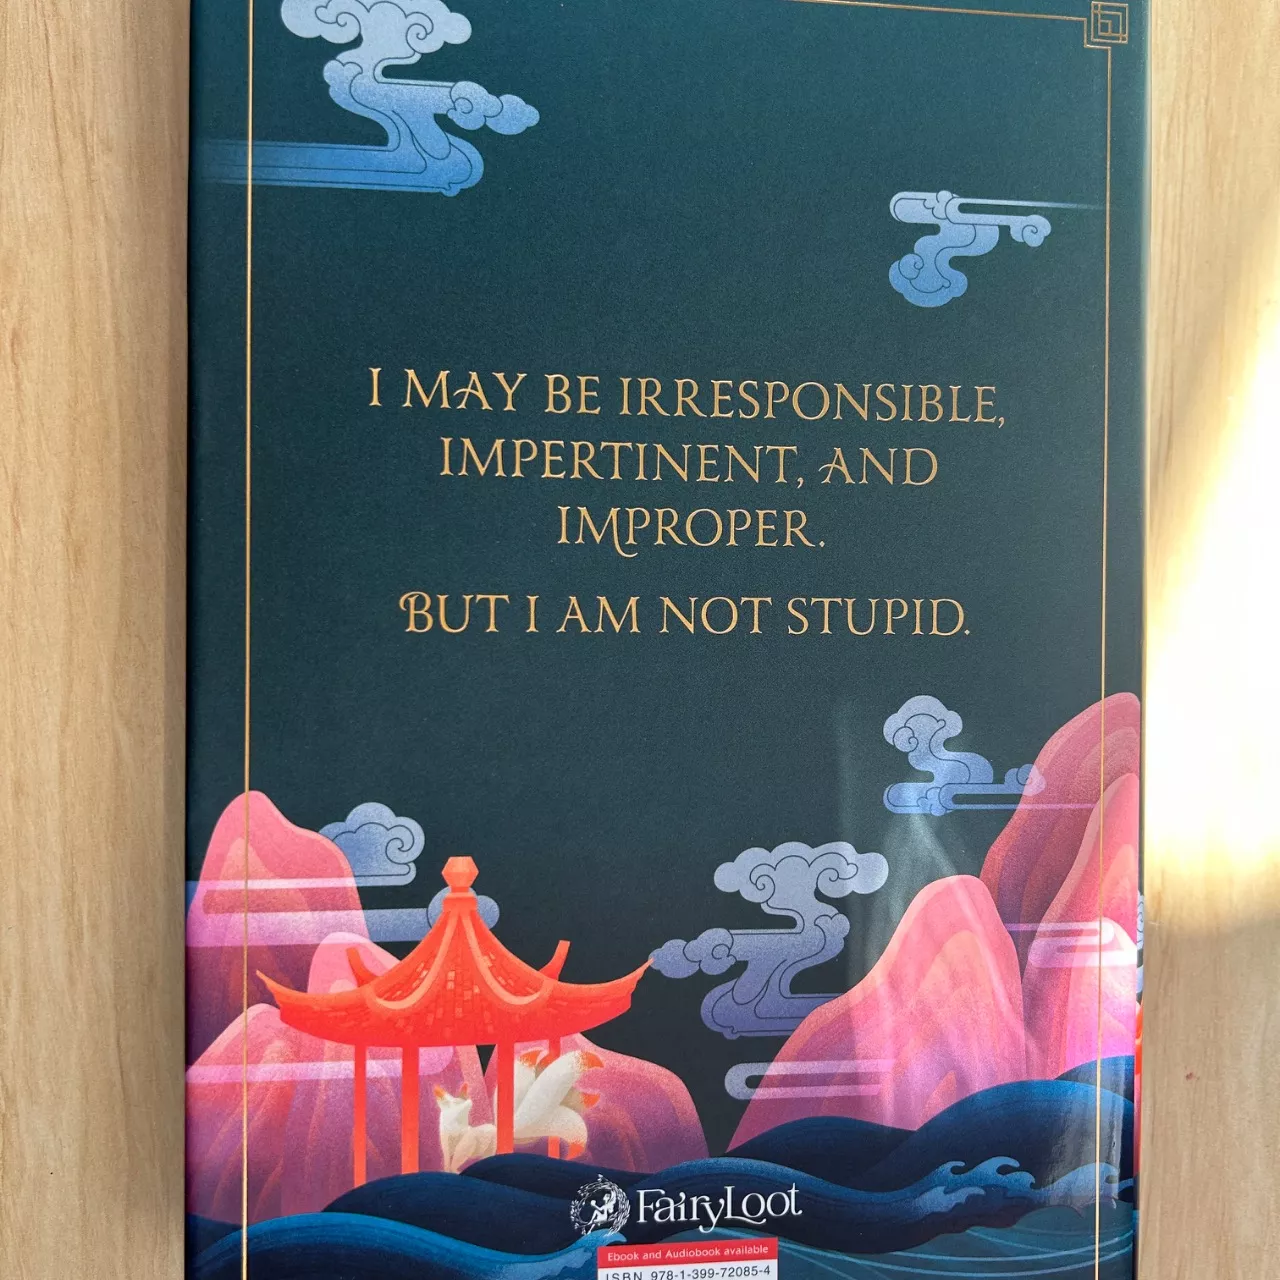 I MAY BE IRRESPONSIBLE,
IMPERTINENT, AND
IMPROPER.
BUT I AM NOT STUPID.
FairyLoot
Ebook and Audiobook available
ISBN 978-1-399-72085-4